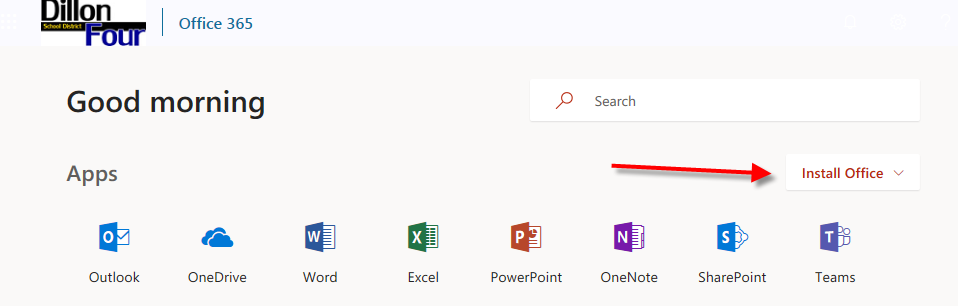 Dillon
School District
Four
Office 365
Good morning
Search
Apps
Install Office
Outlook OneDrive Word Excel PowerPoint OneNote SharePoint Teams